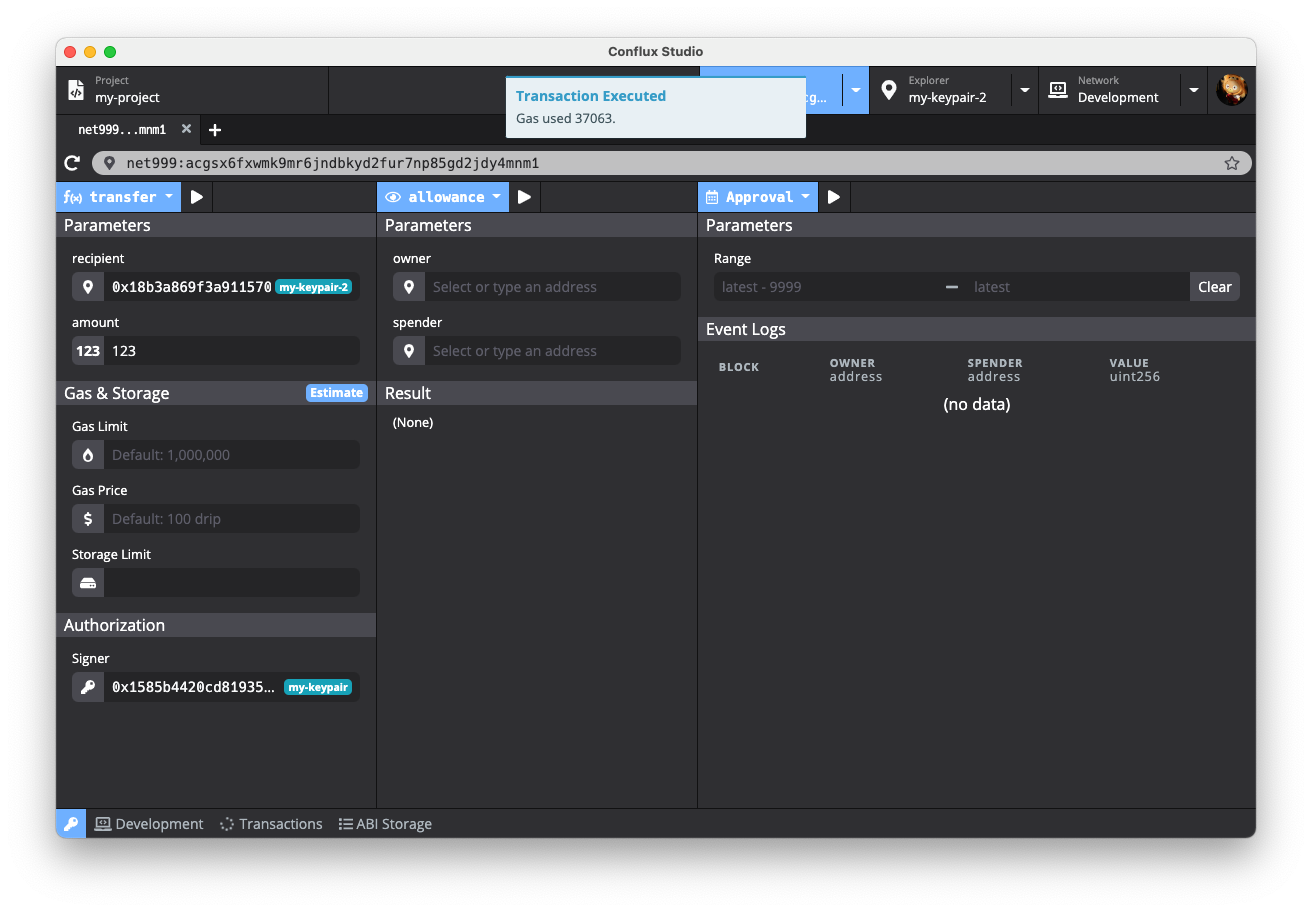 Conflux Studio
Project
my-project
Transaction Executed
Gas used 37063.
cg...
Explorer
my-keypair-2
Network
Development
net999...mnm1
net999:acgsx6fxwmk9mr6jndbkyd2fur7np85gd2jdy4mnm1
f(x) transfer
allowance
Approval
Parameters
recipient
0x18b3a869f3a911570
my-keypair-2
amount
123
123
Gas & Storage
Estimate
Gas Limit
Default: 1,000,000
Gas Price
Default: 100 drip
Storage Limit
Authorization
Signer
0x1585b4420cd81935...
my-keypair
Parameters
owner
Select or type an address
spender
Select or type an address
Result
(None)
Parameters
Range
latest - 9999
latest
Clear
Event Logs
BLOCK
OWNER
address
SPENDER
address
VALUE
uint256
(no data)
Development
Transactions
ABI Storage